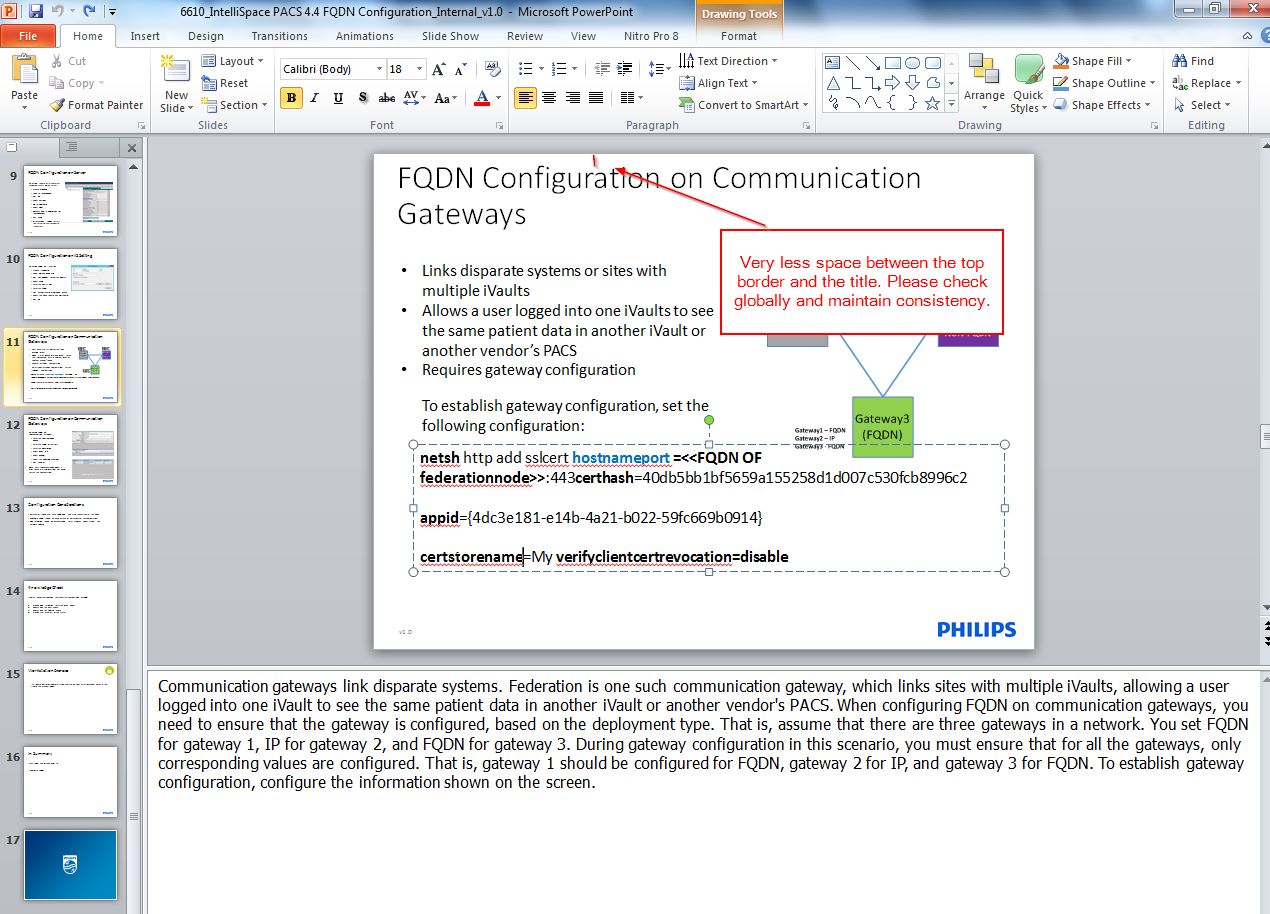 6610_IntelliSpace PACS 4.4 FQDN Configuration_Internal_v1.0 - Microsoft PowerPoint
Drawing Tools
File Home Insert Design Transitions Animations Slide Show Review View Nitro Pro 8 Format
Paste
Cut
Copy
Format Painter
Clipboard
New Slide
Layout
Reset
Section
Slides
Calibri (Body) 18
B I U S abc AV Aa A
Font
Text Direction
Align Text
Convert to SmartArt
Paragraph
Arrange
Quick Styles
Shape Fill
Shape Outline
Shape Effects
Drawing
Find
Replace
Select
Editing
9
10
11
12
13
14
15
16
17
FQDN Configuration on Communication
Gateways
Very less space between the top
border and the title. Please check
globally and maintain consistency.
• Links disparate systems or sites with
multiple iVaults
• Allows a user logged into one iVaults to see
the same patient data in another iVault or
another vendor’s PACS
• Requires gateway configuration
To establish gateway configuration, set the
following configuration:
Gateway3
(FQDN)
Gateway1 – FQDN
Gateway2 – IP
Gateway3 - FQDN
netsh http add sslcert hostnameport =<<FQDN OF
federationnode>>:443certhash=40db5bb1bf5659a155258d1d007c530fcb8996c2
appid={4dc3e181-e14b-4a21-b022-59fc669b0914}
certstorename=My verifyclientcertrevocation=disable
v1.0
PHILIPS
Communication gateways link disparate systems. Federation is one such communication gateway, which links sites with multiple iVaults, allowing a user
logged into one iVault to see the same patient data in another iVault or another vendor's PACS. When configuring FQDN on communication gateways, you
need to ensure that the gateway is configured, based on the deployment type. That is, assume that there are three gateways in a network. You set FQDN
for gateway 1, IP for gateway 2, and FQDN for gateway 3. During gateway configuration in this scenario, you must ensure that for all the gateways, only
corresponding values are configured. That is, gateway 1 should be configured for FQDN, gateway 2 for IP, and gateway 3 for FQDN. To establish gateway
configuration, configure the information shown on the screen.